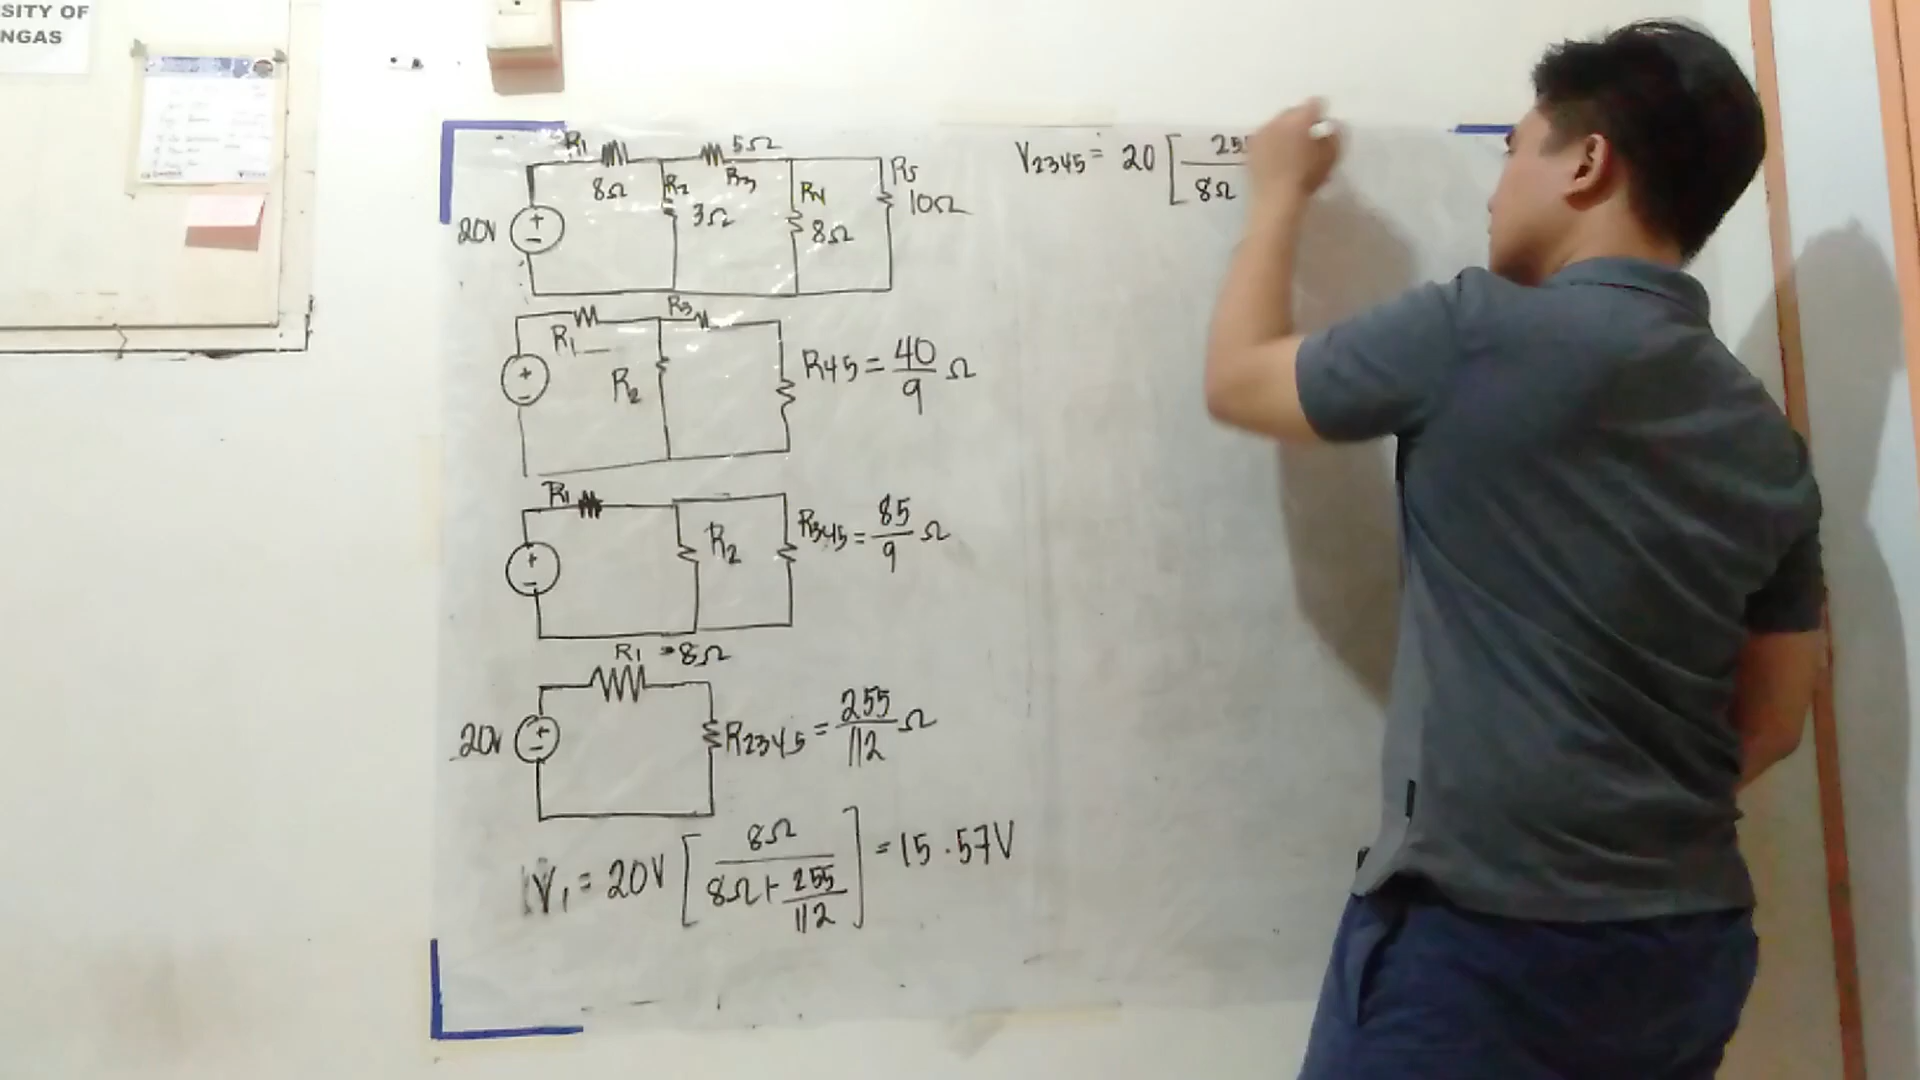 SITY OF
NGAS
R1 8Ω
5Ω R3
R2 3Ω
R4 8Ω
R5 10Ω
20V
+
-
R1
R3
R2
+
-
R45 = 40/9 Ω
R1
R2
+
-
R345 = 85/9 Ω
R1 = 8Ω
20V
+
-
R2345 = 255/112 Ω
V1 = 20V [ 8Ω / 8Ω + 255/112 ] = 15.57V
V2345 = 20 [ 255 / 8Ω